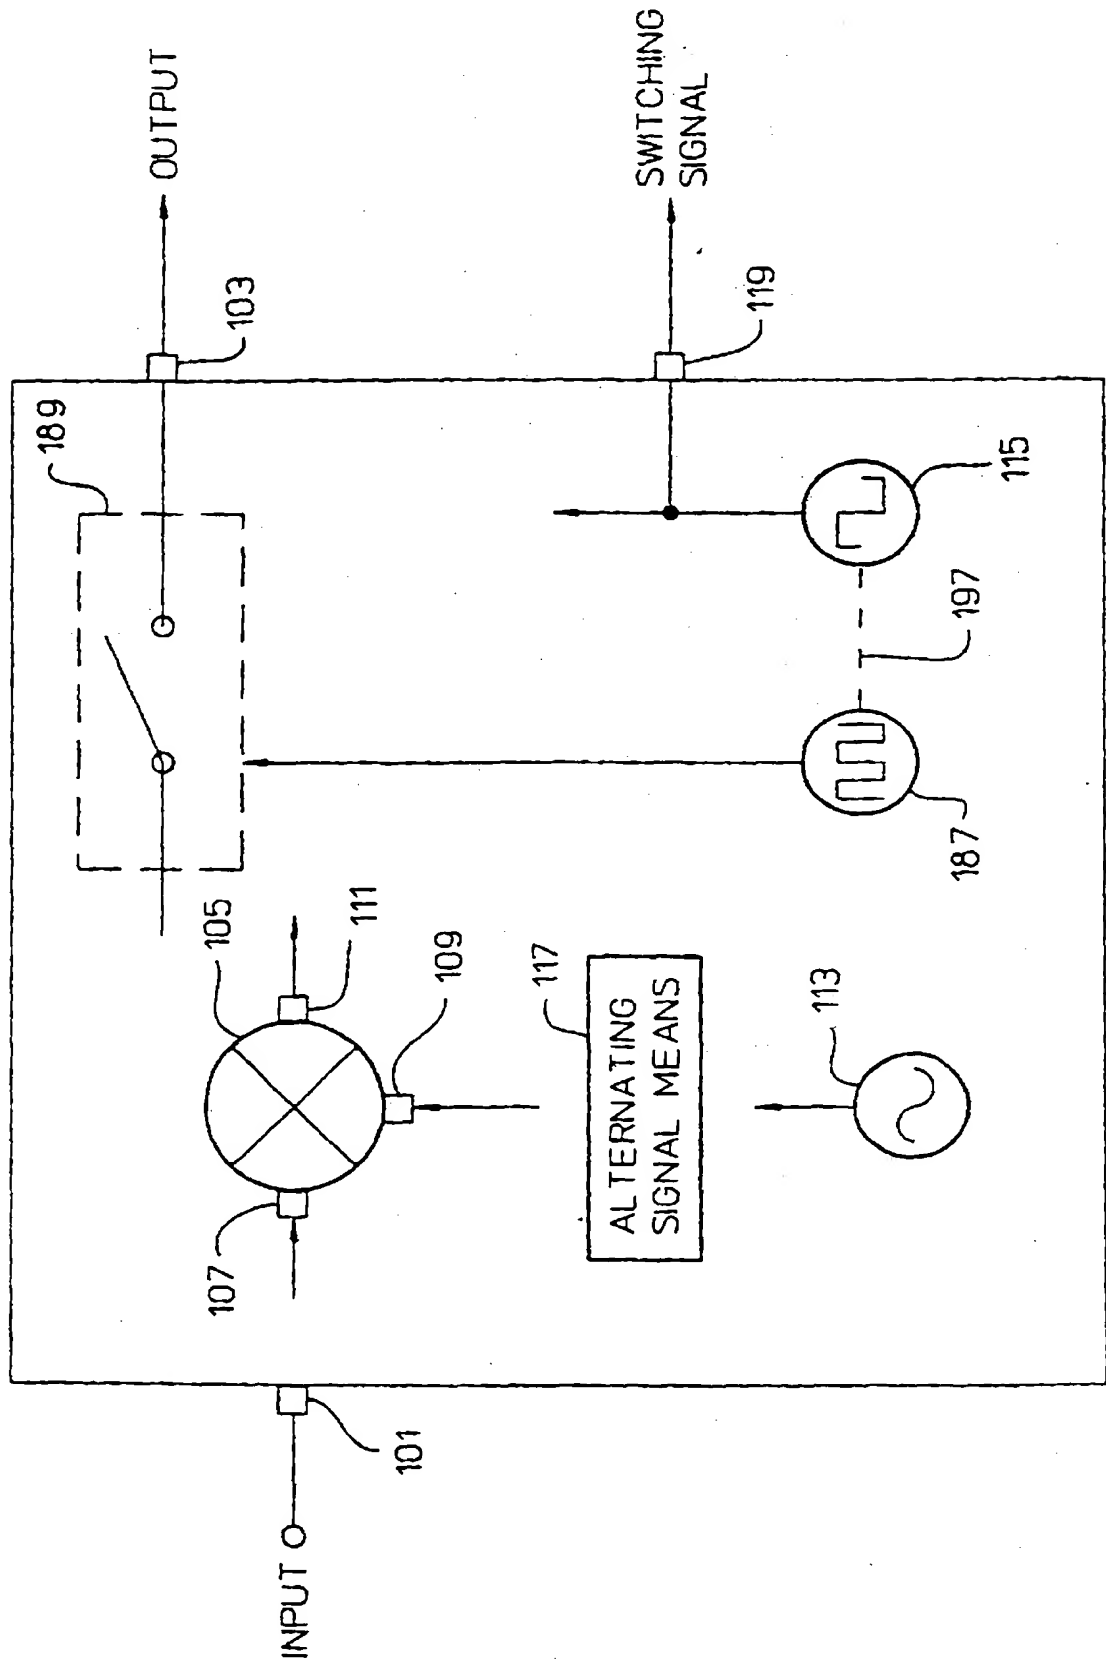 OUTPUT
SWITCHING
SIGNAL
103
119
189
115
197
187
105
111
109
117
ALTERNATING
SIGNAL MEANS
113
107
101
INPUT